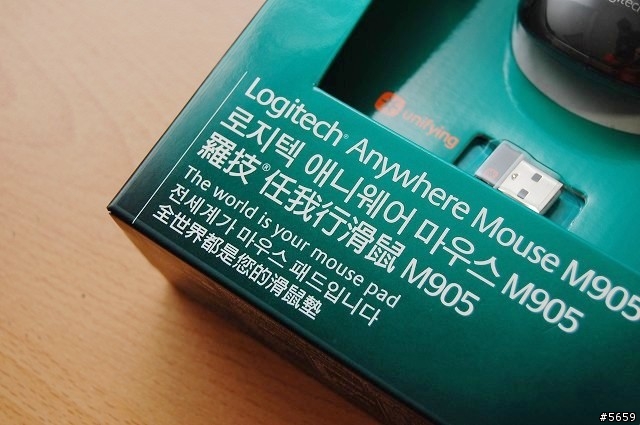 Logitech
unifying
Logitech® Anywhere Mouse M905
로지텍 애니웨어 마우스 M905
羅技®任我行滑鼠 M905
The world is your mouse pad
전세계가 마우스 패드입니다
全世界都是您的滑鼠墊
#5659